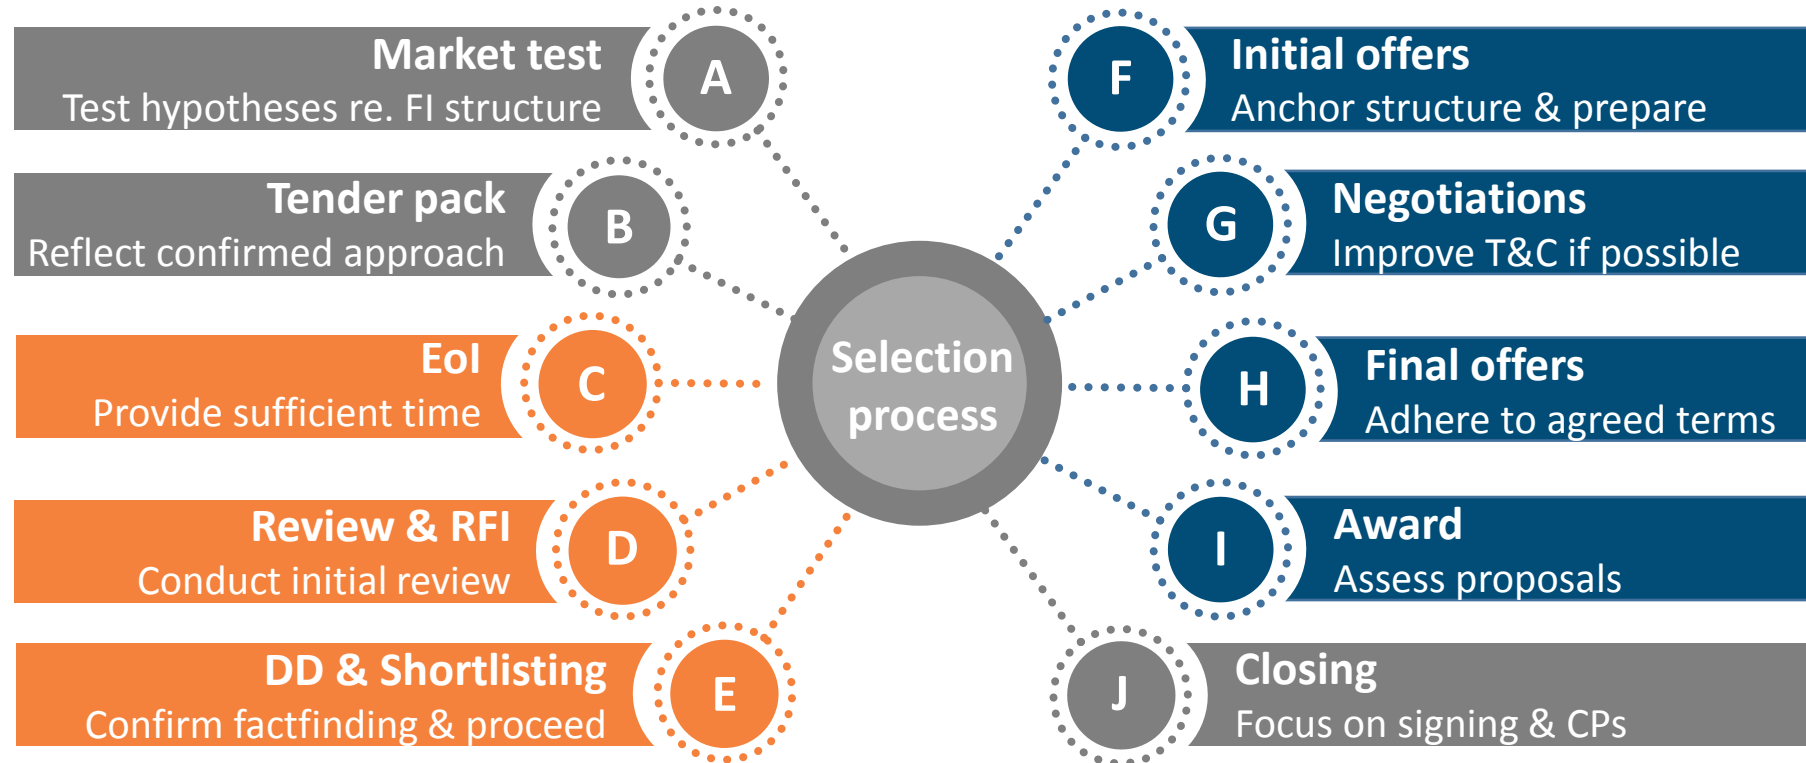 Market test
Test hypotheses re. FI structure
A
Tender pack
Reflect confirmed approach
B
EoI
Provide sufficient time
C
Review & RFI
Conduct initial review
D
DD & Shortlisting
Confirm factfinding & proceed
E
Selection
process
F
Initial offers
Anchor structure & prepare
G
Negotiations
Improve T&C if possible
H
Final offers
Adhere to agreed terms
I
Award
Assess proposals
J
Closing
Focus on signing & CPs